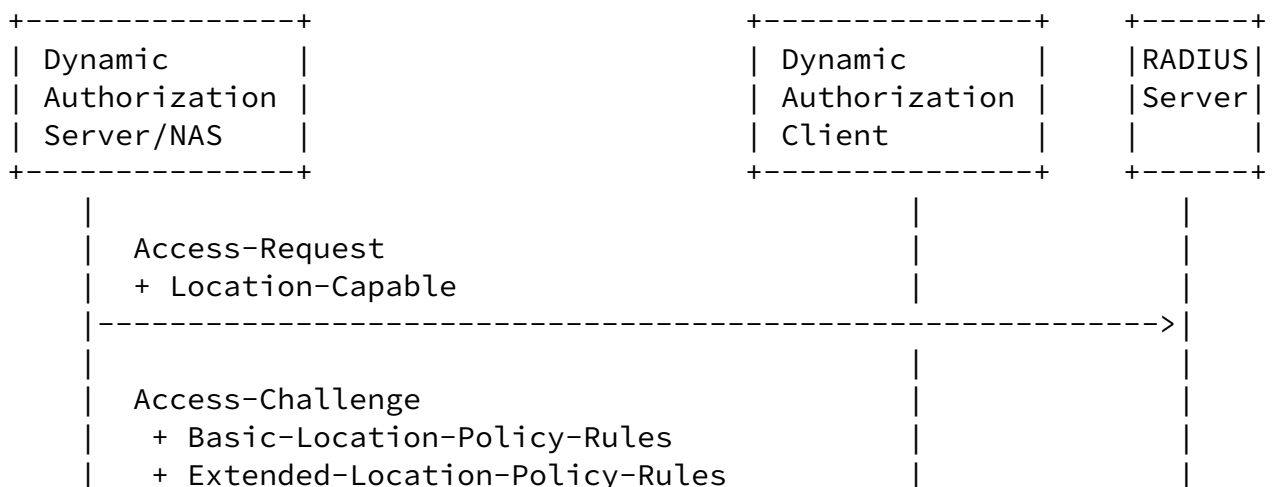 +---------------+                        +---------------+    +------+
| Dynamic       |                        | Dynamic       |    |RADIUS|
| Authorization |                        | Authorization |    |Server|
| Server/NAS    |                        | Client        |    |      |
+---------------+                        +---------------+    +------+
    |                                             |              |
    |  Access-Request                             |              |
    |  + Location-Capable                         |              |
    |----------------------------------------------------------->|
    |                                             |              |
    |  Access-Challenge                           |              |
    |   + Basic-Location-Policy-Rules             |              |
    |   + Extended-Location-Policy-Rules          |              |